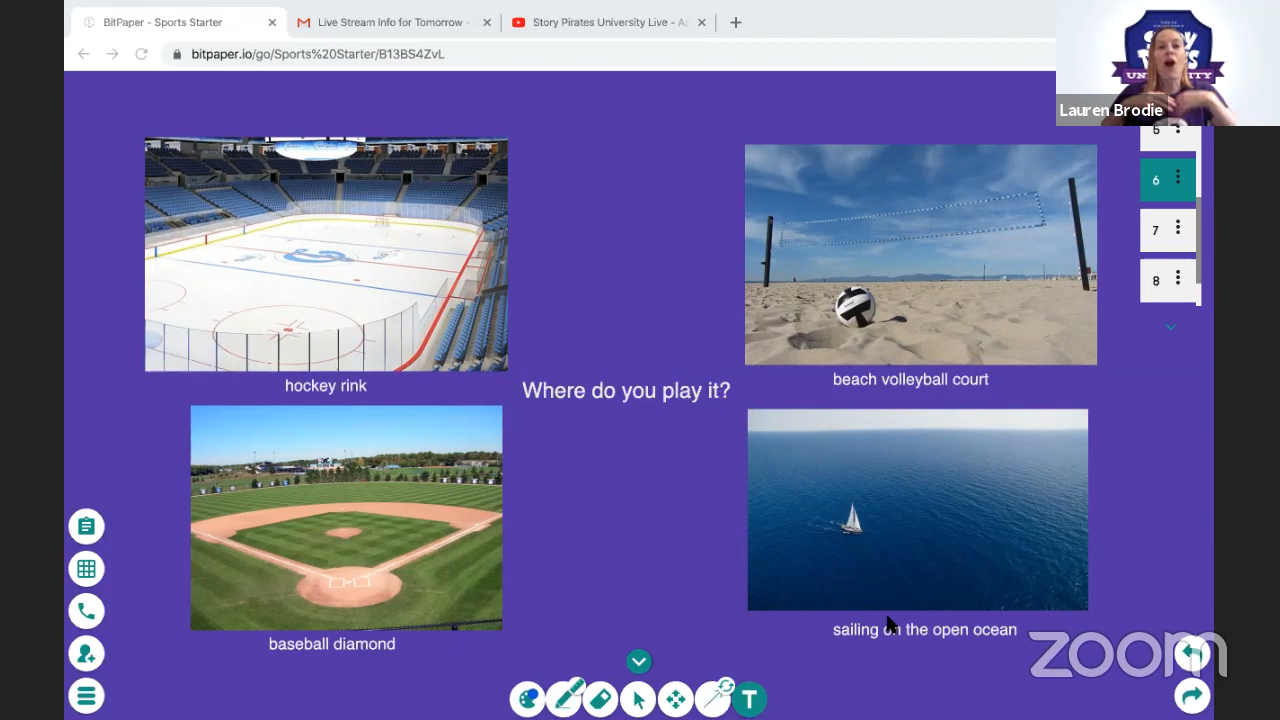 BitPaper - Sports Starter
Live Stream Info for Tomorrow -
Story Pirates University Live - Ap
bitpaper.io/go/Sports%20Starter/B13BS4ZvL
UNIVERSITY
Lauren Brodie
5
6
7
8
hockey rink
beach volleyball court
Where do you play it?
baseball diamond
sailing on the open ocean
T
zoom